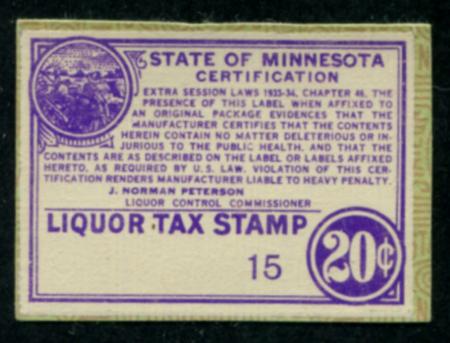 STATE OF MINNESOTA
CERTIFICATION
EXTRA SESSION LAWS 1933-34, CHAPTER 46, THE
PRESENCE OF THIS LABEL WHEN AFFIXED TO
AN ORIGINAL PACKAGE EVIDENCES THAT THE
MANUFACTURER CERTIFIES THAT THE CONTENTS
HEREIN CONTAIN NO MATTER DELETERIOUS OR IN-
JURIOUS TO THE PUBLIC HEALTH, AND THAT THE
CONTENTS ARE AS DESCRIBED ON THE LABEL OR LABELS AFFIXED
HERETO, AS REQUIRED BY U.S. LAW. VIOLATION OF THIS CER-
TIFICATION RENDERS MANUFACTURER LIABLE TO HEAVY PENALTY.
J. NORMAN PETERSON
LIQUOR CONTROL COMMISSIONER
LIQUOR TAX STAMP
15
20¢